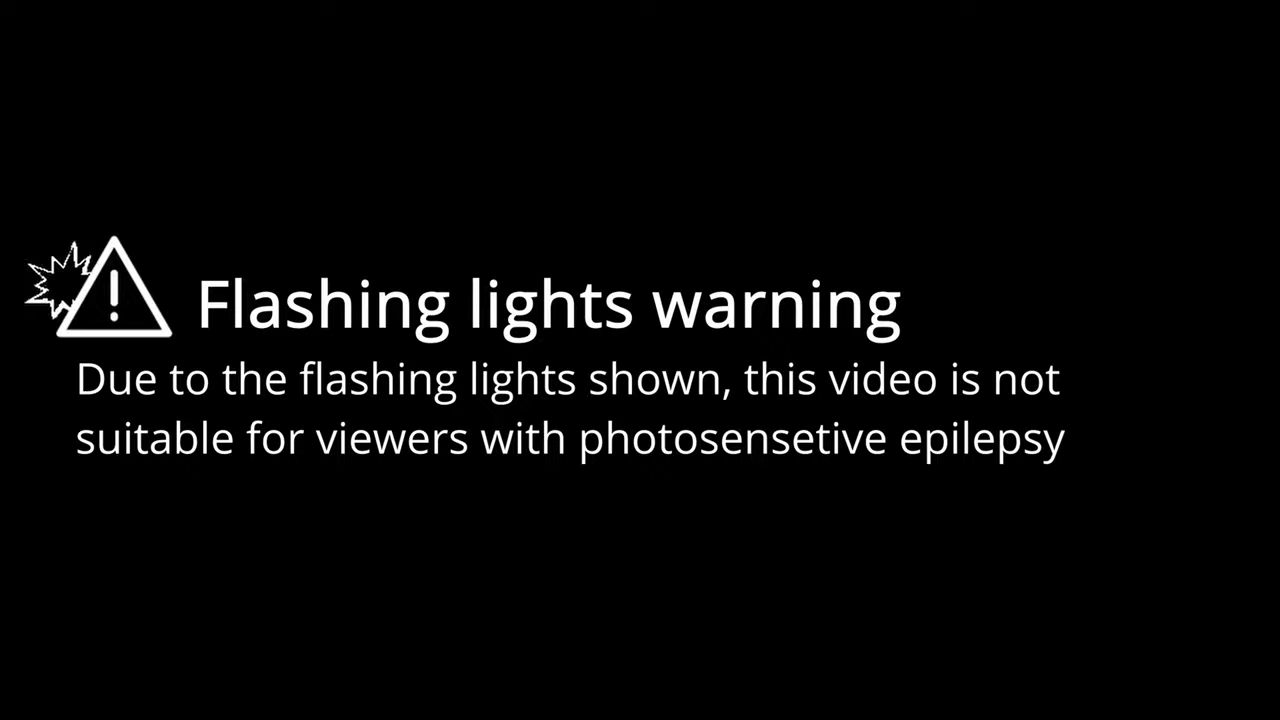 Flashing lights warning
Due to the flashing lights shown, this video is not
suitable for viewers with photosensetive epilepsy